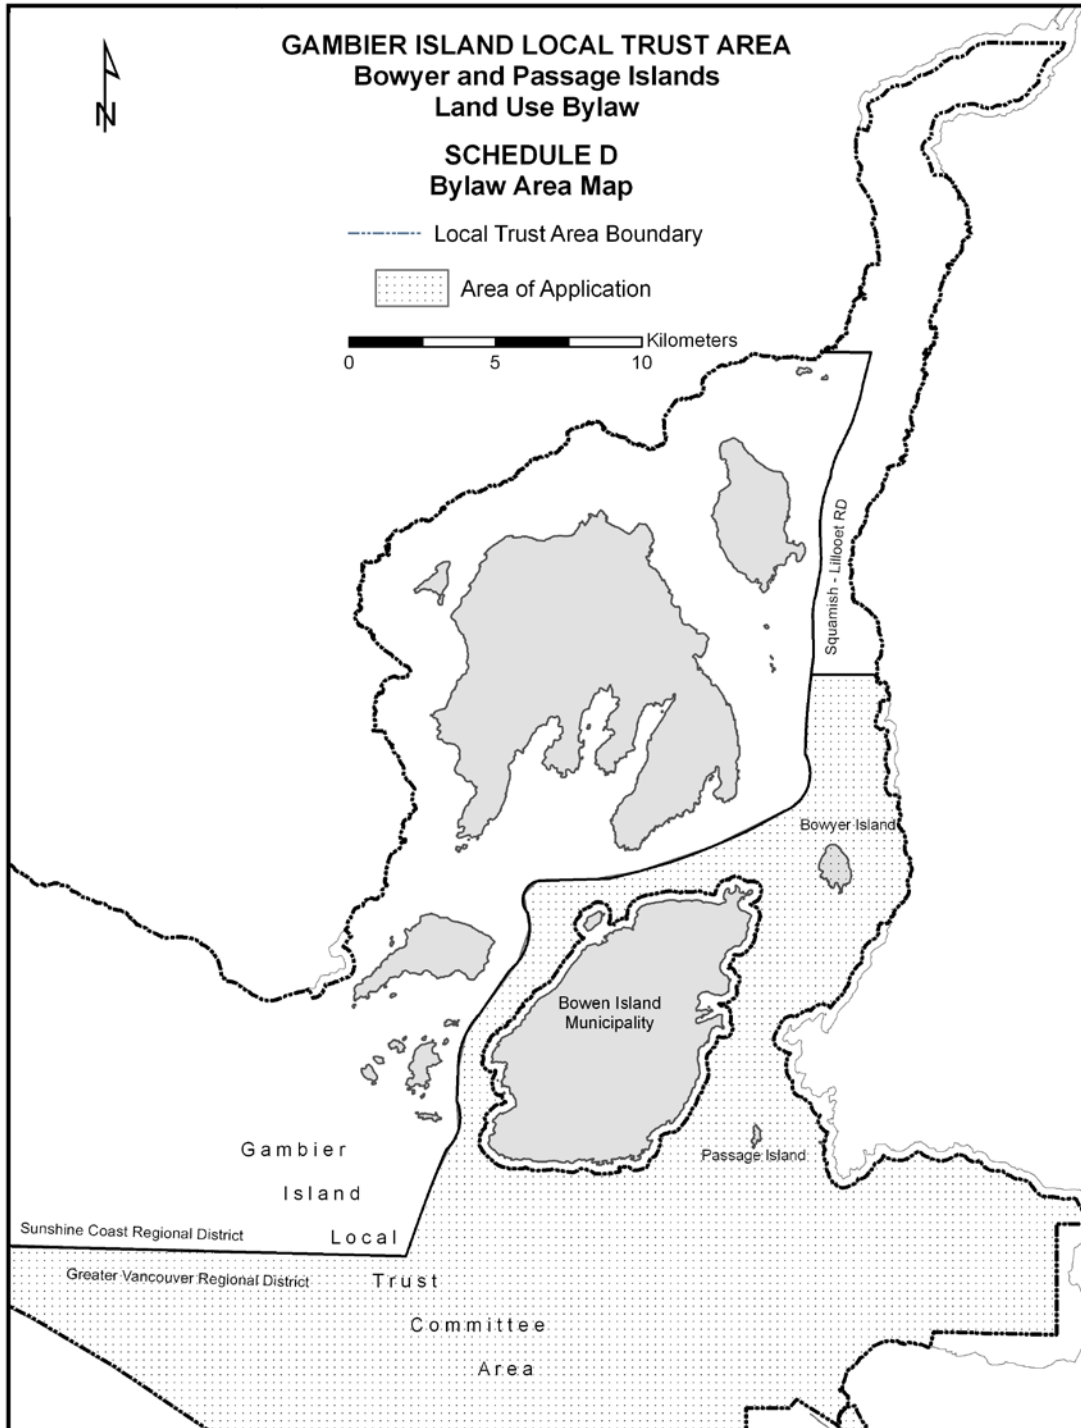 GAMBIER ISLAND LOCAL TRUST AREA
Bowyer and Passage Islands
Land Use Bylaw
N
SCHEDULE D
Bylaw Area Map
Local Trust Area Boundary
Area of Application
Kilometers
0 5 10
Squamish - Lillooet RD
Bowyer Island
Bowen Island
Municipality
Passage Island
Gambier
Island
Sunshine Coast Regional District
Local
Greater Vancouver Regional District
Trust
Committee
Area